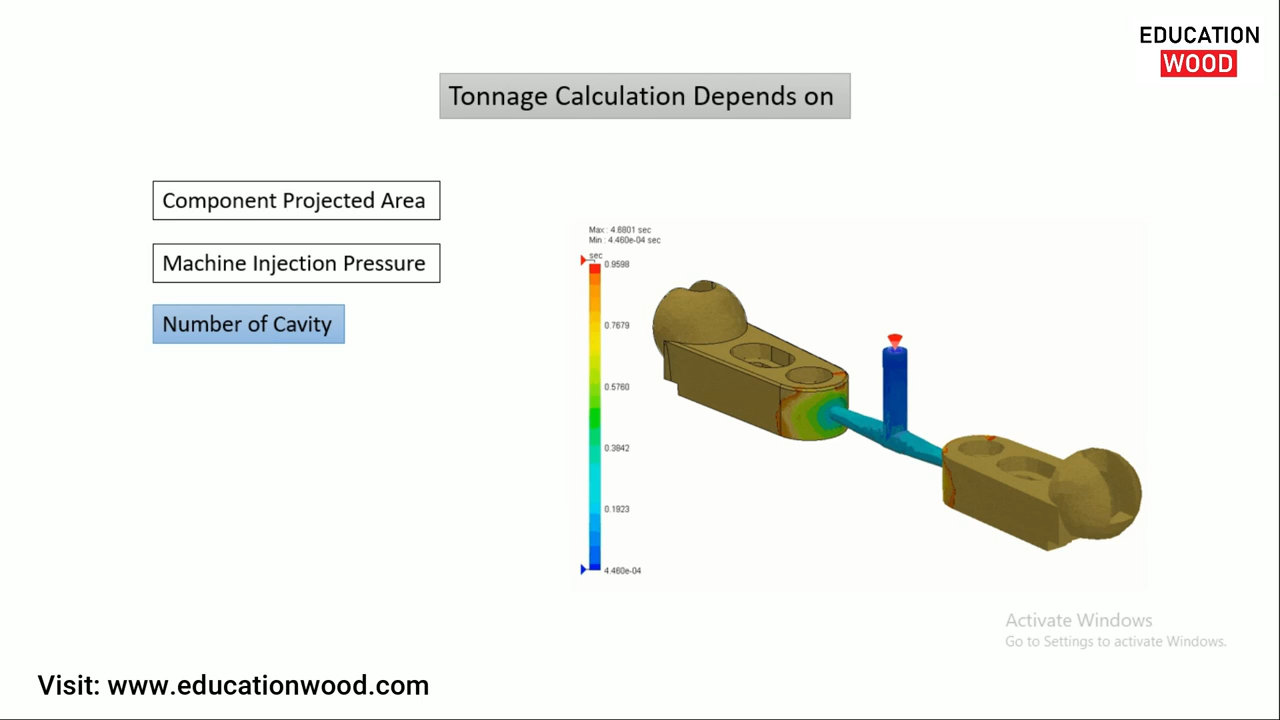 EDUCATION
WOOD
Tonnage Calculation Depends on
Component Projected Area
Machine Injection Pressure
Number of Cavity
Max : 4.6801 sec
Min : 4.460e-04 sec
sec
0.9598
0.7679
0.5760
0.3842
0.1923
4.460e-04
Activate Windows
Go to Settings to activate Windows.
Visit: www.educationwood.com